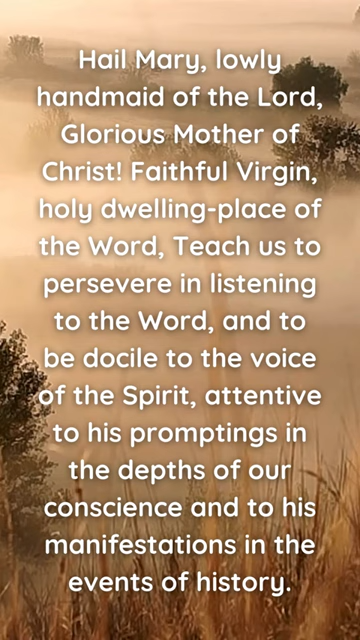 Hail Mary, lowly
handmaid of the Lord,
Glorious Mother of
Christ! Faithful Virgin,
holy dwelling-place of
the Word, Teach us to
persevere in listening
to the Word, and to
be docile to the voice
of the Spirit, attentive
to his promptings in
the depths of our
conscience and to his
manifestations in the
events of history.